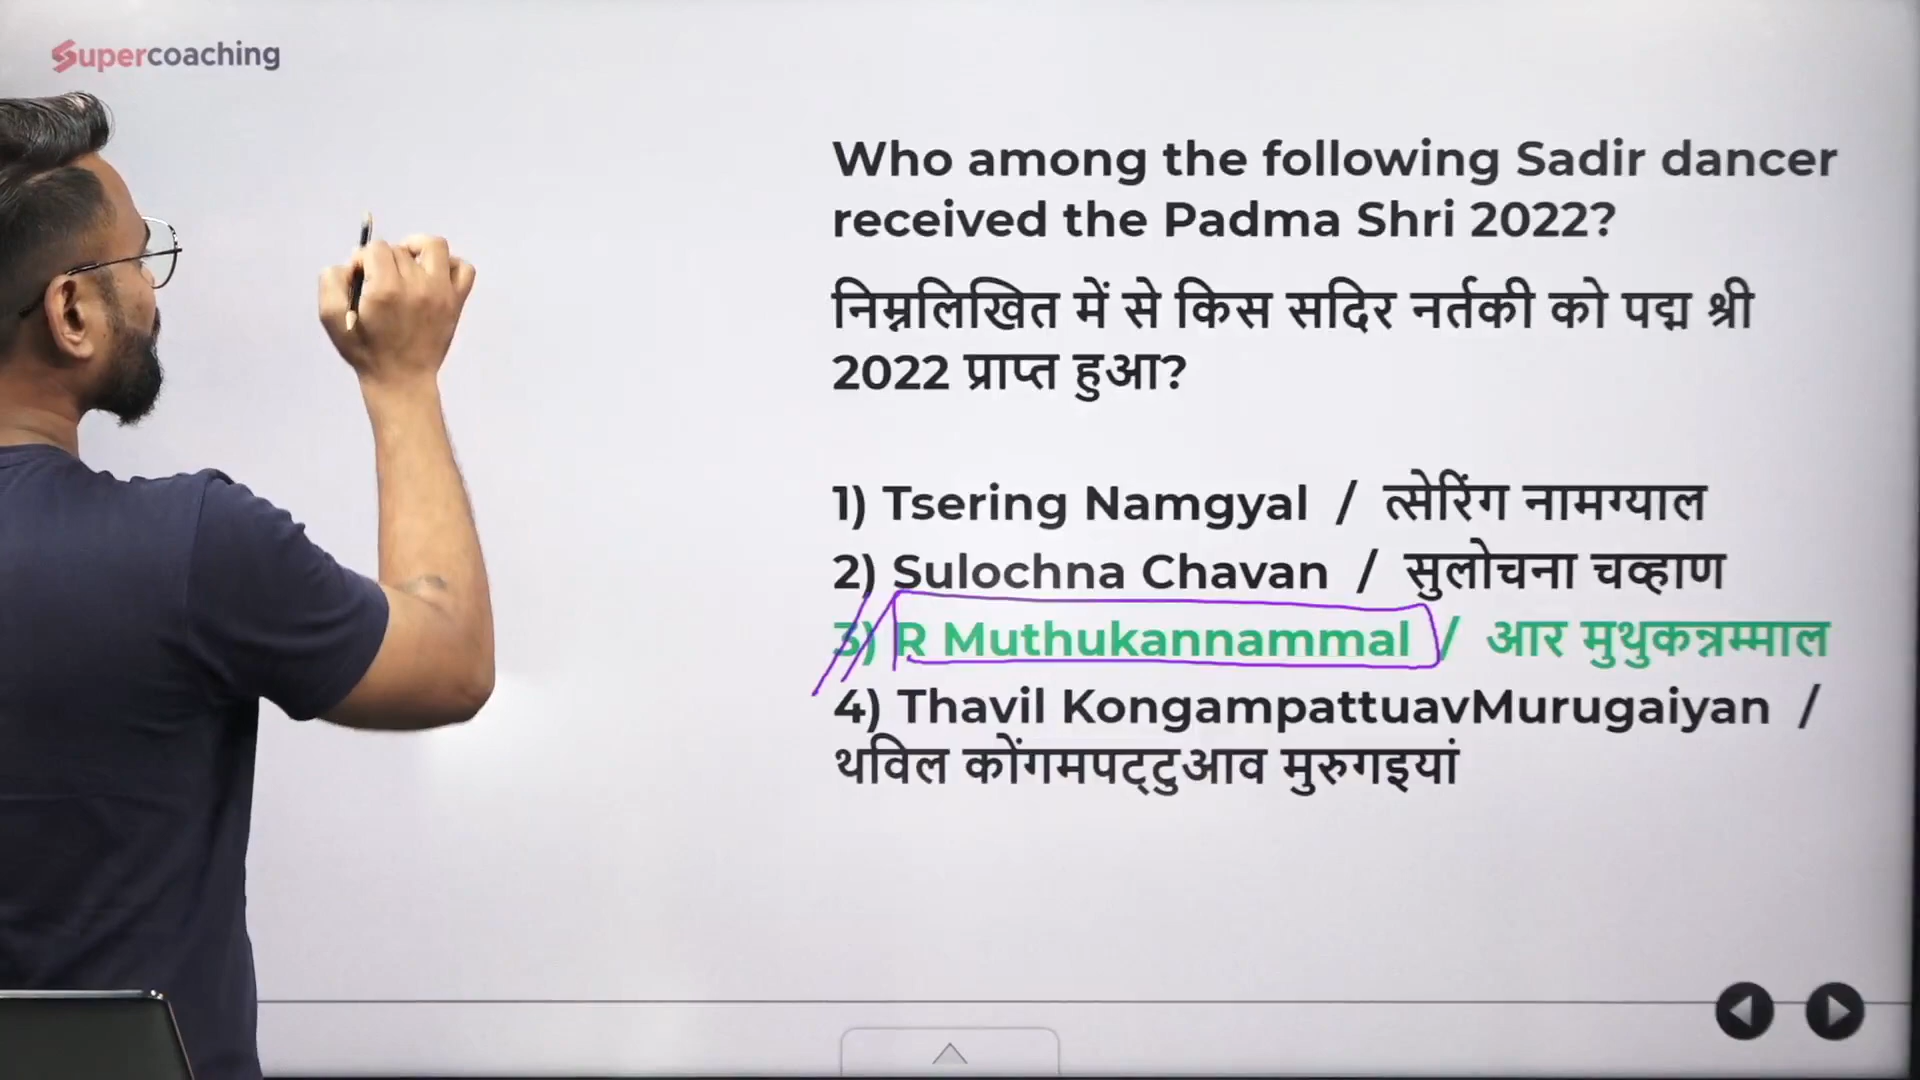 Supercoaching
Who among the following Sadir dancer
received the Padma Shri 2022?
निम्नलिखित में से किस सदिर नर्तकी को पद्म श्री
2022 प्राप्त हुआ?
1) Tsering Namgyal / त्सेरिंग नामग्याल
2) Sulochna Chavan / सुलोचना चव्हाण
3) R Muthukannammal / आर मुथुकन्नम्माल
4) Thavil KongampattuavMurugaiyan /
थविल कोंगमपट्टुआव मुरुगइयां